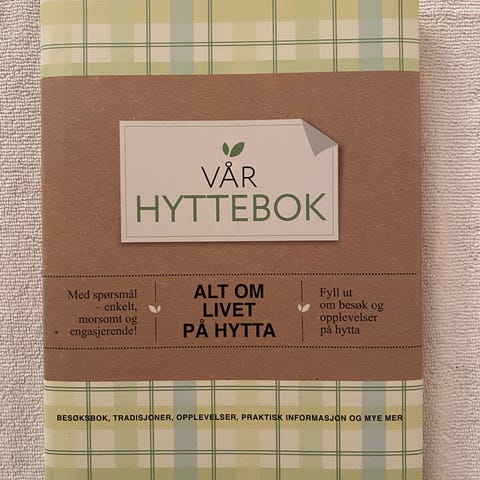 VÅR
HYTTEBOK
Med spørsmål
– enkelt,
morsomt og
engasjerende!
ALT OM
LIVET
PÅ HYTTA
Fyll ut
om besøk og
opplevelser
på hytta
BESØKSBOK, TRADISJONER, OPPLEVELSER, PRAKTISK INFORMASJON OG MYE MER